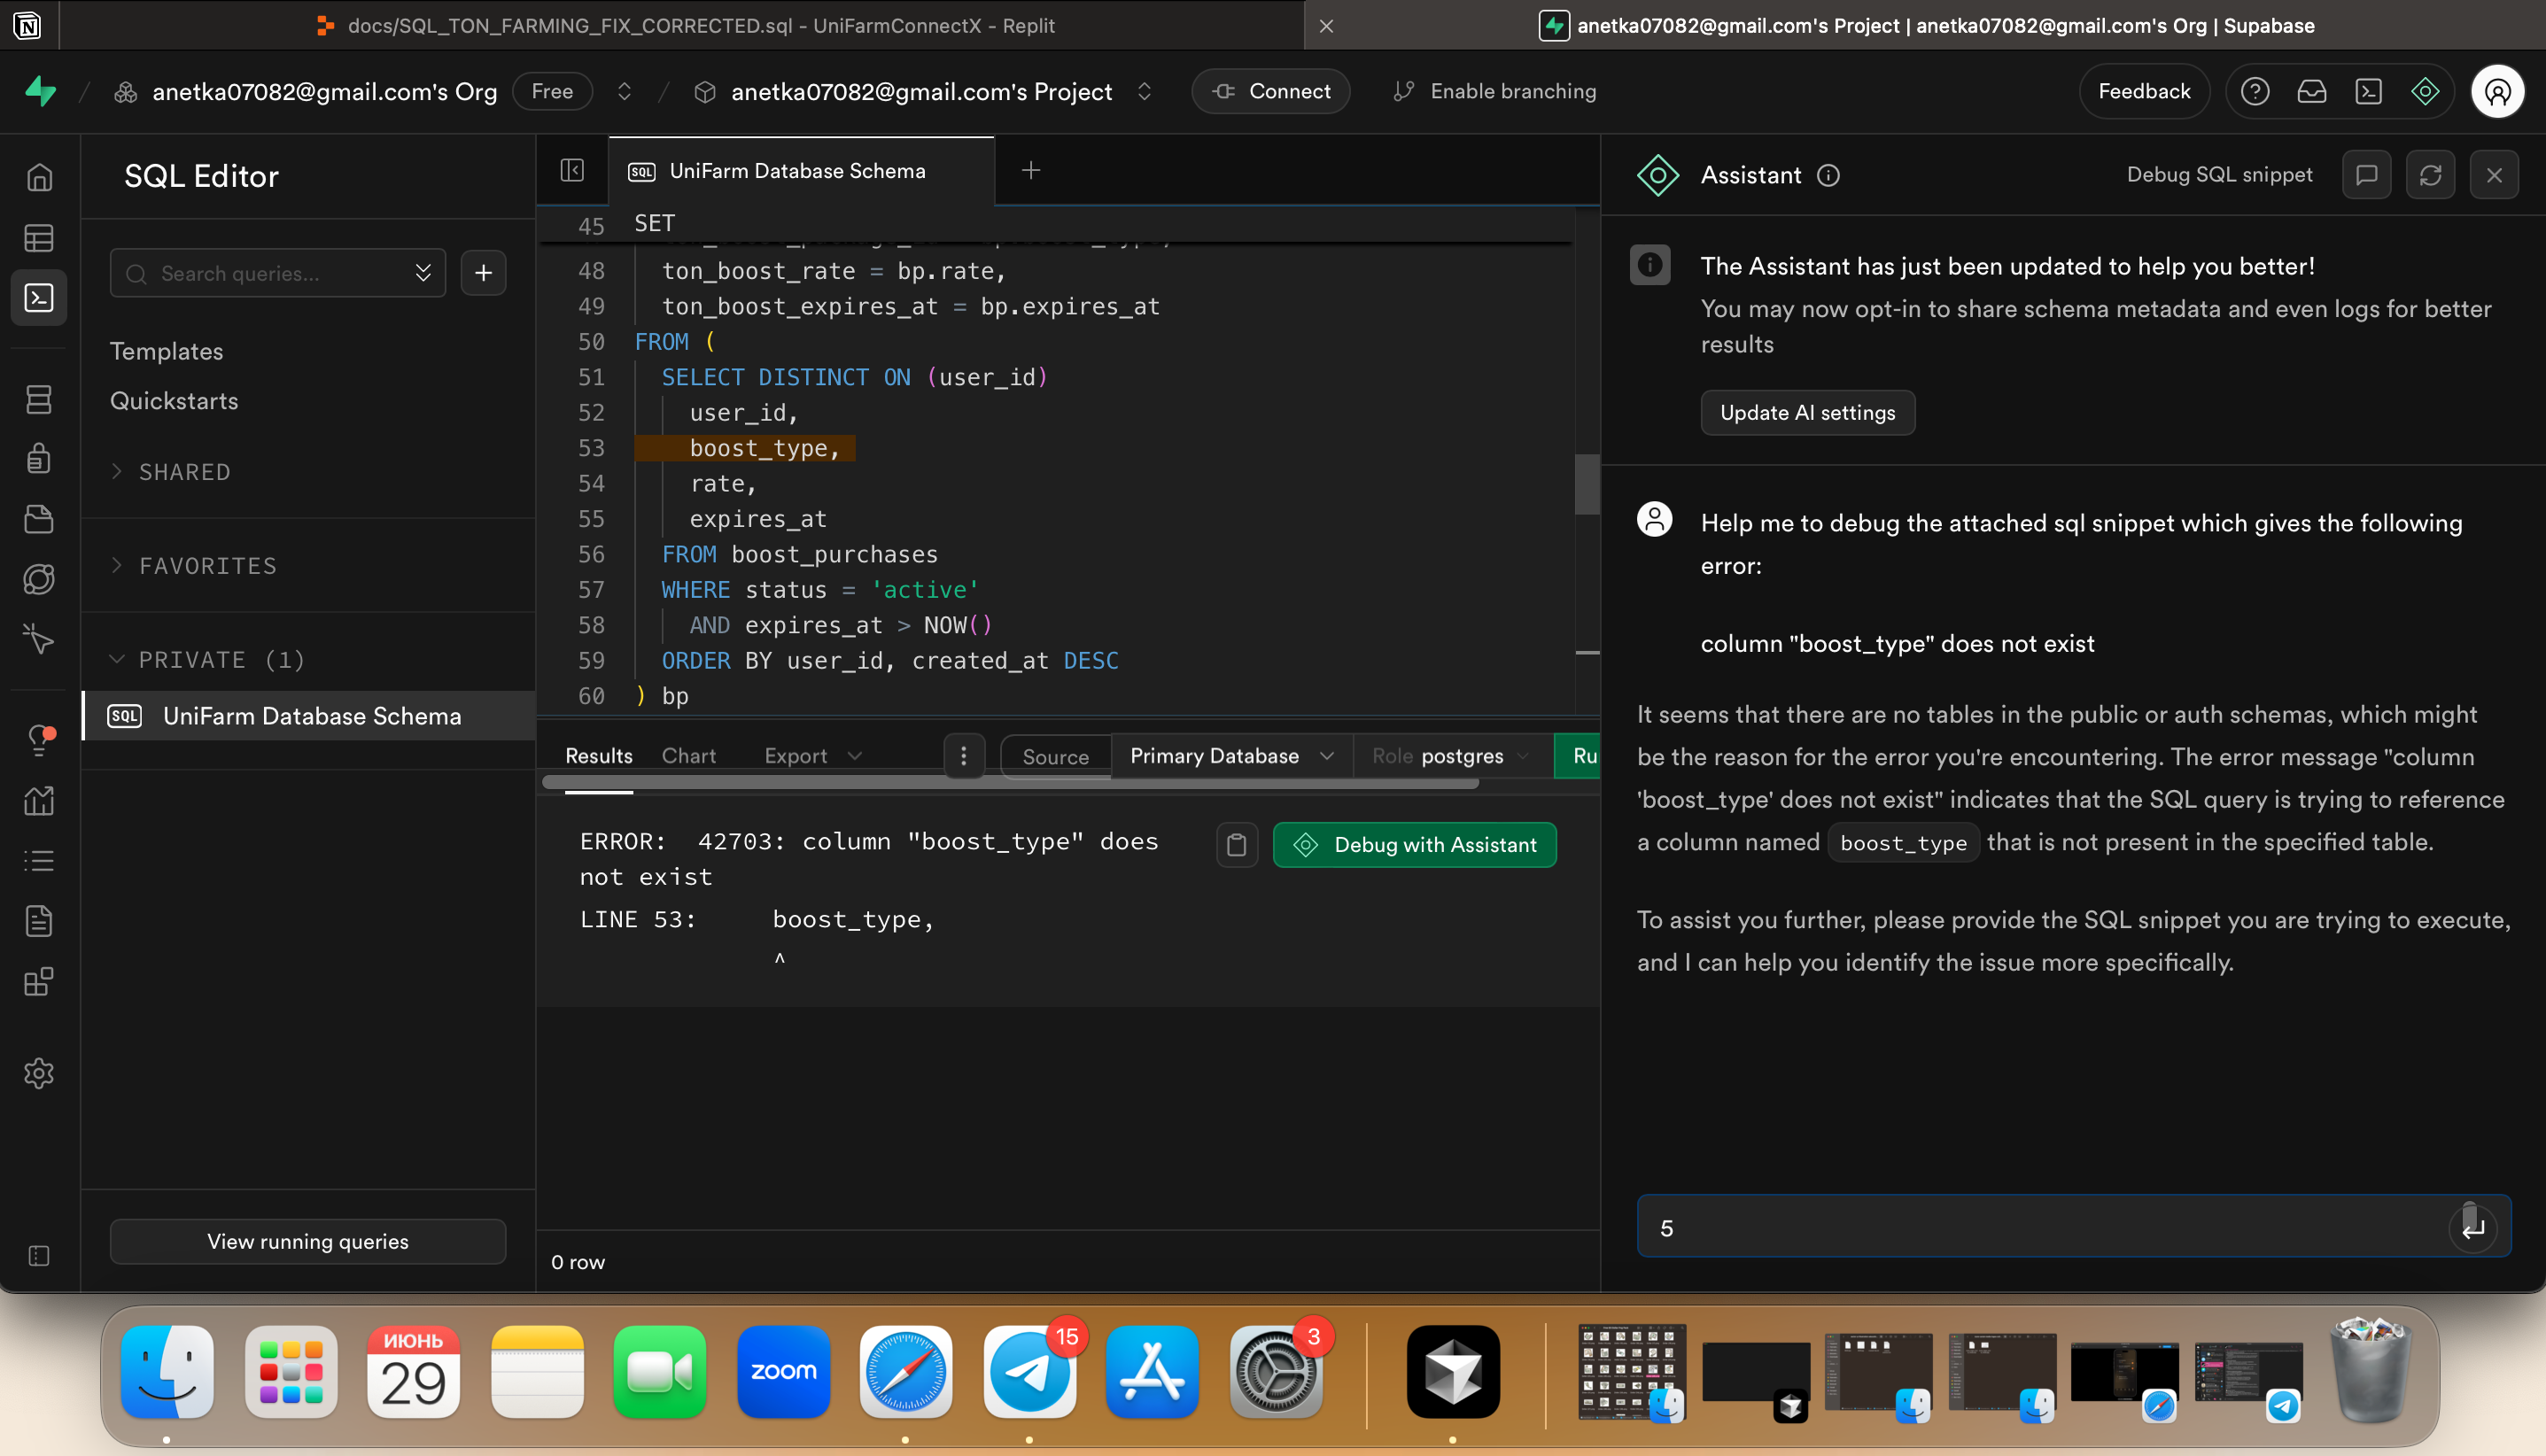 docs/SQL_TON_FARMING_FIX_CORRECTED.sql - UniFarmConnectX - Replit
anetka07082@gmail.com's Project | anetka07082@gmail.com's Org | Supabase
anetka07082@gmail.com's Org
Free
anetka07082@gmail.com's Project
Connect
Enable branching
Feedback
SQL Editor
Search queries...
Templates
Quickstarts
SHARED
FAVORITES
PRIVATE (1)
SQL UniFarm Database Schema
View running queries
SQL UniFarm Database Schema
45 SET
48 ton_boost_rate = bp.rate,
49 ton_boost_expires_at = bp.expires_at
50 FROM (
51 SELECT DISTINCT ON (user_id)
52 user_id,
53 boost_type,
54 rate,
55 expires_at
56 FROM boost_purchases
57 WHERE status = 'active'
58 AND expires_at > NOW()
59 ORDER BY user_id, created_at DESC
60 ) bp
Results
Chart
Export
Source
Primary Database
Role postgres
Ru
ERROR: 42703: column "boost_type" does
not exist
LINE 53: boost_type,
^
Debug with Assistant
0 row
Assistant
Debug SQL snippet
The Assistant has just been updated to help you better!
You may now opt-in to share schema metadata and even logs for better
results
Update AI settings
Help me to debug the attached sql snippet which gives the following
error:
column "boost_type" does not exist
It seems that there are no tables in the public or auth schemas, which might
be the reason for the error you're encountering. The error message "column
'boost_type' does not exist" indicates that the SQL query is trying to reference
a column named boost_type that is not present in the specified table.
To assist you further, please provide the SQL snippet you are trying to execute,
and I can help you identify the issue more specifically.
5
ИЮНЬ
29
zoom
15
3